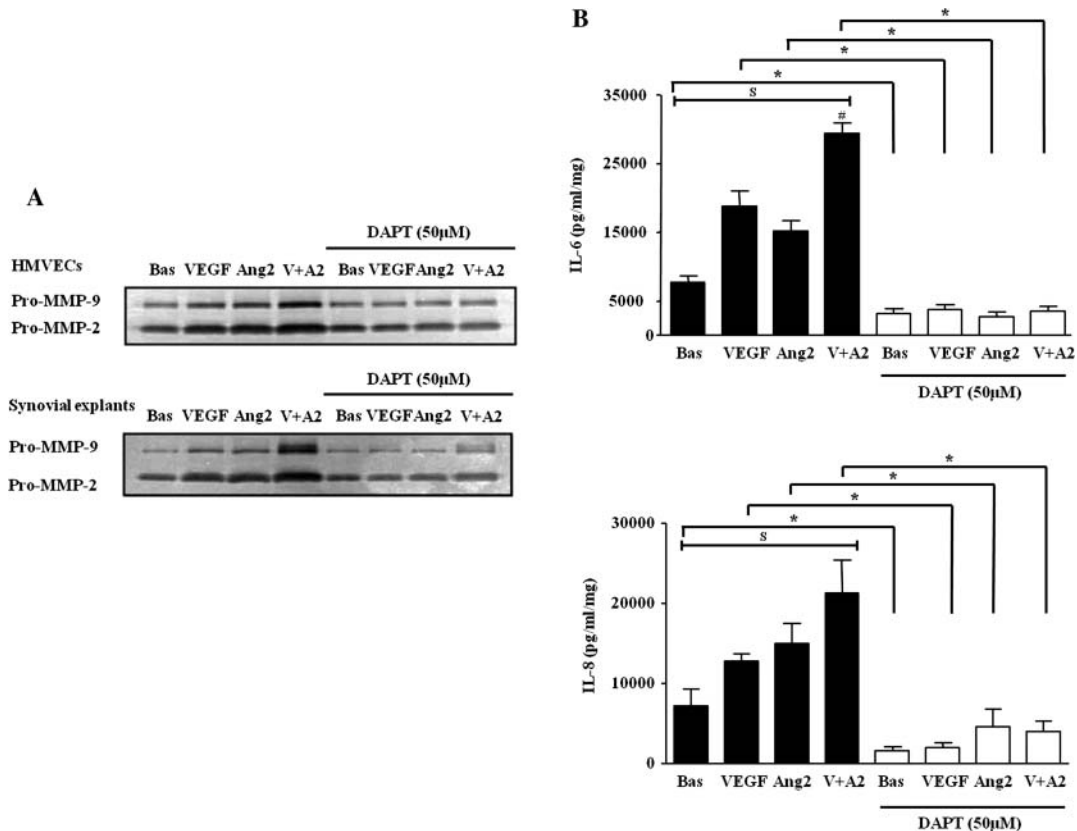 A
DAPT (50μM)
HMVECs
Bas VEGF Ang2 V+A2 Bas VEGF Ang2 V+A2
Pro-MMP-9
Pro-MMP-2
DAPT (50μM)
Synovial explants
Bas VEGF Ang2 V+A2 Bas VEGF Ang2 V+A2
Pro-MMP-9
Pro-MMP-2
B
*
*
*
*
s
#
35000
25000
15000
5000
0
IL-6 (pg/ml/mg)
Bas VEGF Ang2 V+A2 Bas VEGF Ang2 V+A2
DAPT (50μM)
*
*
*
*
s
30000
20000
10000
0
IL-8 (pg/ml/mg)
Bas VEGF Ang2 V+A2 Bas VEGF Ang2 V+A2
DAPT (50μM)